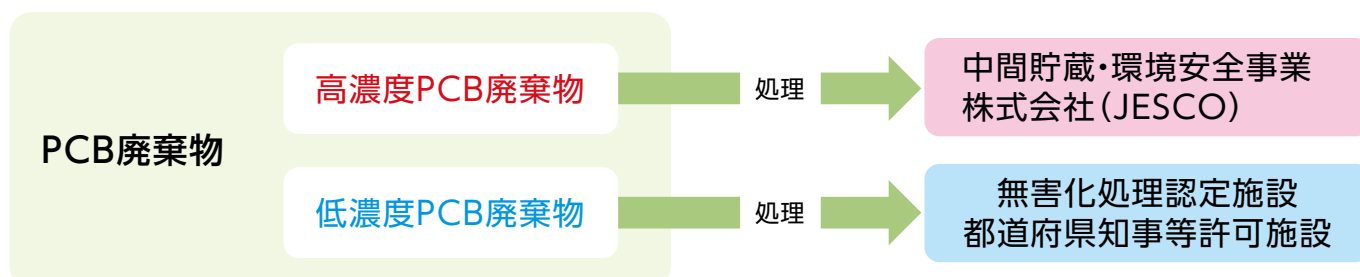 PCB廃棄物
高濃度PCB廃棄物
処理
中間貯蔵・環境安全事業
株式会社(JESCO)
低濃度PCB廃棄物
処理
無害化処理認定施設
都道府県知事等許可施設